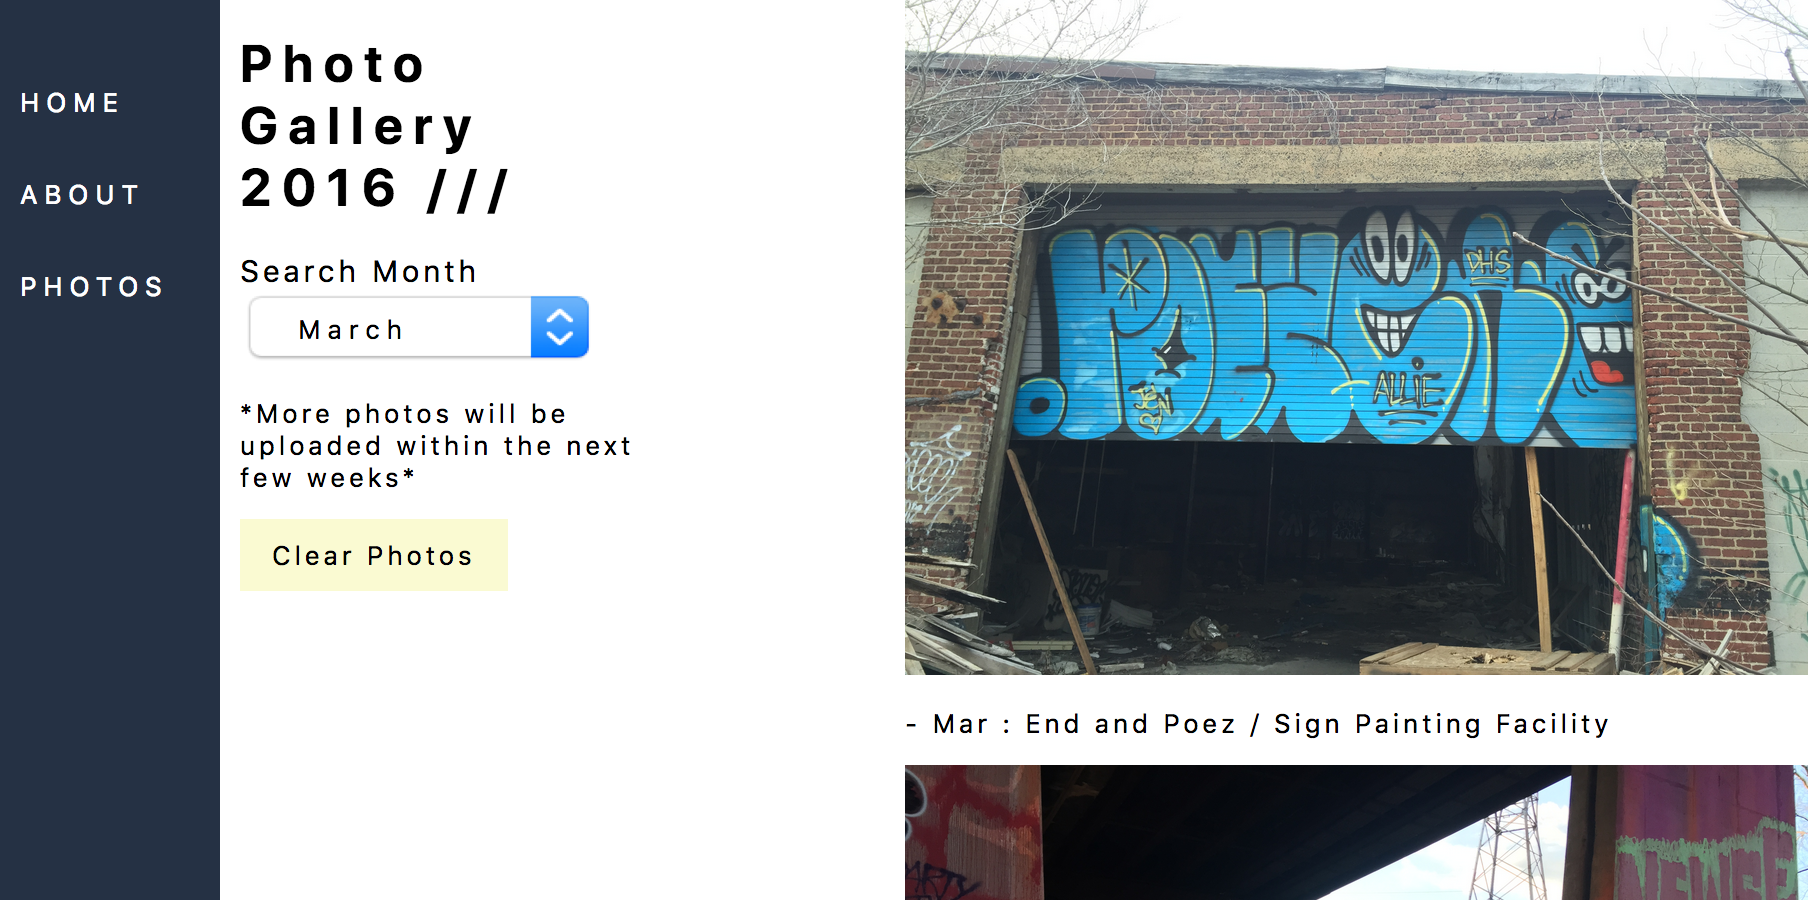 HOME
ABOUT
PHOTOS
Photo
Gallery
2016 ///
Search Month
March
*More photos will be
uploaded within the next
few weeks*
Clear Photos
DHS
ALLIE
- Mar : End and Poez / Sign Painting Facility